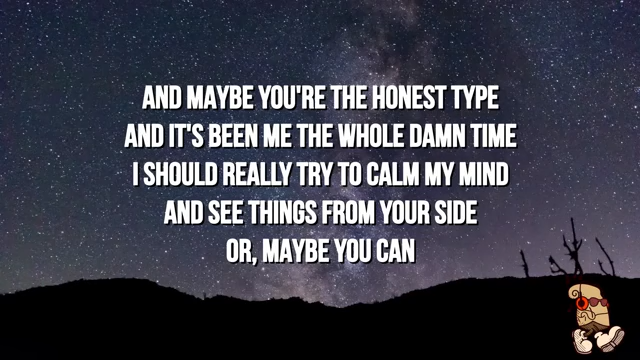 AND MAYBE YOU'RE THE HONEST TYPE
AND IT'S BEEN ME THE WHOLE DAMN TIME
I SHOULD REALLY TRY TO CALM MY MIND
AND SEE THINGS FROM YOUR SIDE
OR, MAYBE YOU CAN